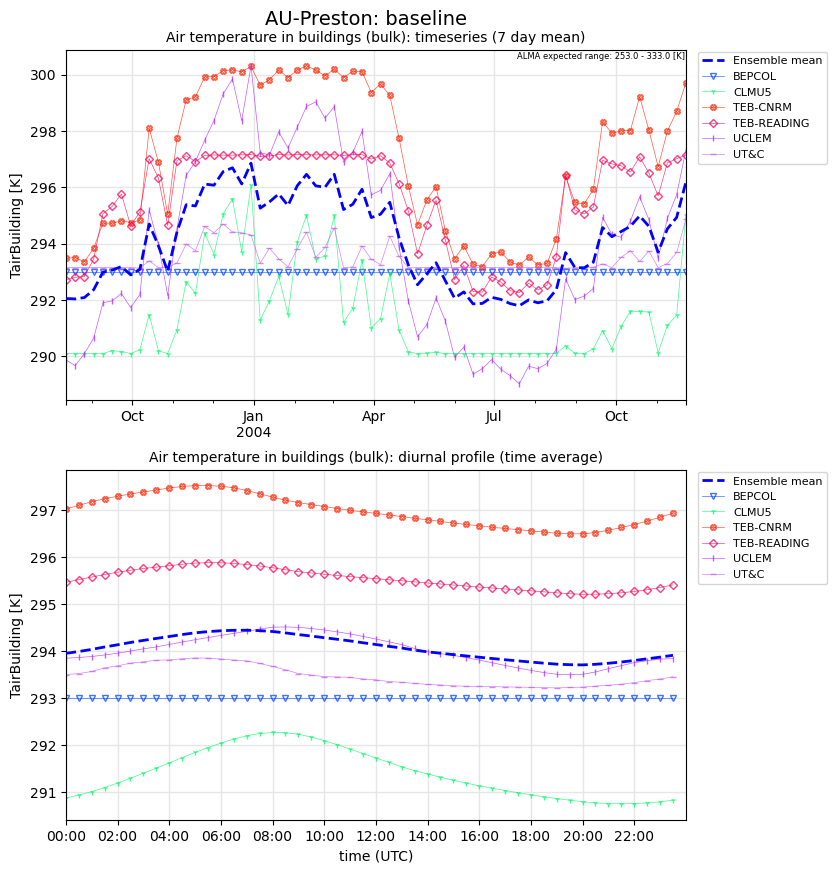 AU-Preston: baseline
Air temperature in buildings (bulk): timeseries (7 day mean)
ALMA expected range: 253.0 - 333.0 [K]
300
298
296
294
292
290
TairBuilding [K]
Oct
Jan
2004
Apr
Jul
Oct
Ensemble mean
BEPCOL
CLMU5
TEB-CNRM
TEB-READING
UCLEM
UT&C
Air temperature in buildings (bulk): diurnal profile (time average)
297
296
295
294
293
292
291
TairBuilding [K]
00:00
02:00
04:00
06:00
08:00
10:00
12:00
14:00
16:00
18:00
20:00
22:00
time (UTC)
Ensemble mean
BEPCOL
CLMU5
TEB-CNRM
TEB-READING
UCLEM
UT&C